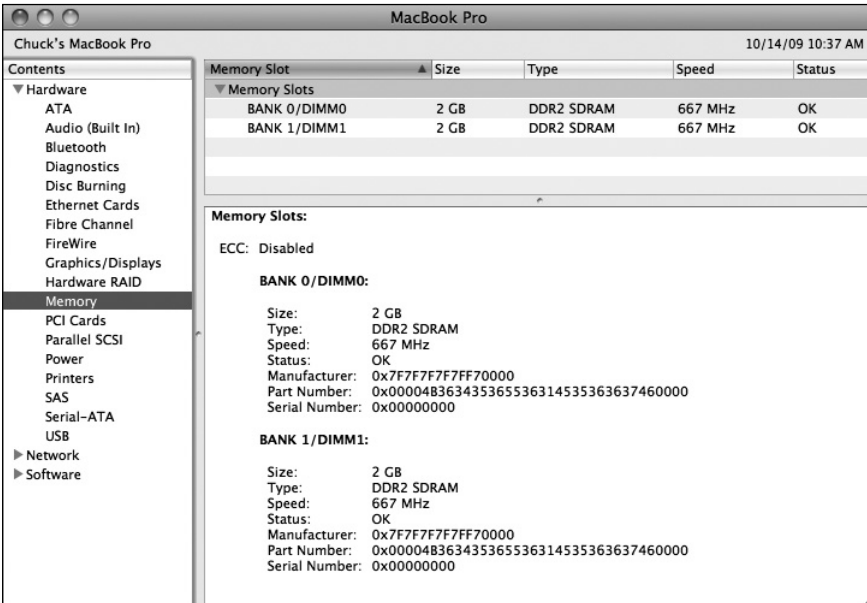 MacBook Pro
Chuck's MacBook Pro
10/14/09 10:37 AM
Contents
Hardware
ATA
Audio (Built In)
Bluetooth
Diagnostics
Disc Burning
Ethernet Cards
Fibre Channel
FireWire
Graphics/Displays
Hardware RAID
Memory
PCI Cards
Parallel SCSI
Power
Printers
SAS
Serial-ATA
USB
Network
Software
Memory Slot Size Type Speed Status
Memory Slots
BANK 0/DIMM0 2 GB DDR2 SDRAM 667 MHz OK
BANK 1/DIMM1 2 GB DDR2 SDRAM 667 MHz OK
Memory Slots:
ECC: Disabled
BANK 0/DIMM0:
Size: 2 GB
Type: DDR2 SDRAM
Speed: 667 MHz
Status: OK
Manufacturer: 0x7F7F7F7F7FF70000
Part Number: 0x00004B36343536553631453536363746​0000
Serial Number: 0x00000000
BANK 1/DIMM1:
Size: 2 GB
Type: DDR2 SDRAM
Speed: 667 MHz
Status: OK
Manufacturer: 0x7F7F7F7F7FF70000
Part Number: 0x00004B363435365536314535363637460000
Serial Number: 0x00000000